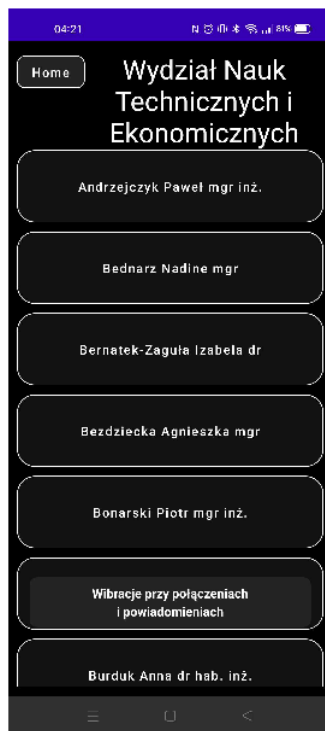 04:21
81%
Home
Wydział Nauk
Technicznych i
Ekonomicznych
Andrzejczyk Paweł mgr inż.
Bednarz Nadine mgr
Bernatek-Zaguła Izabela dr
Bezdziecka Agnieszka mgr
Bonarski Piotr mgr inż.
Wibracje przy połączeniach
i powiadomieniach
Burduk Anna dr hab. inż.